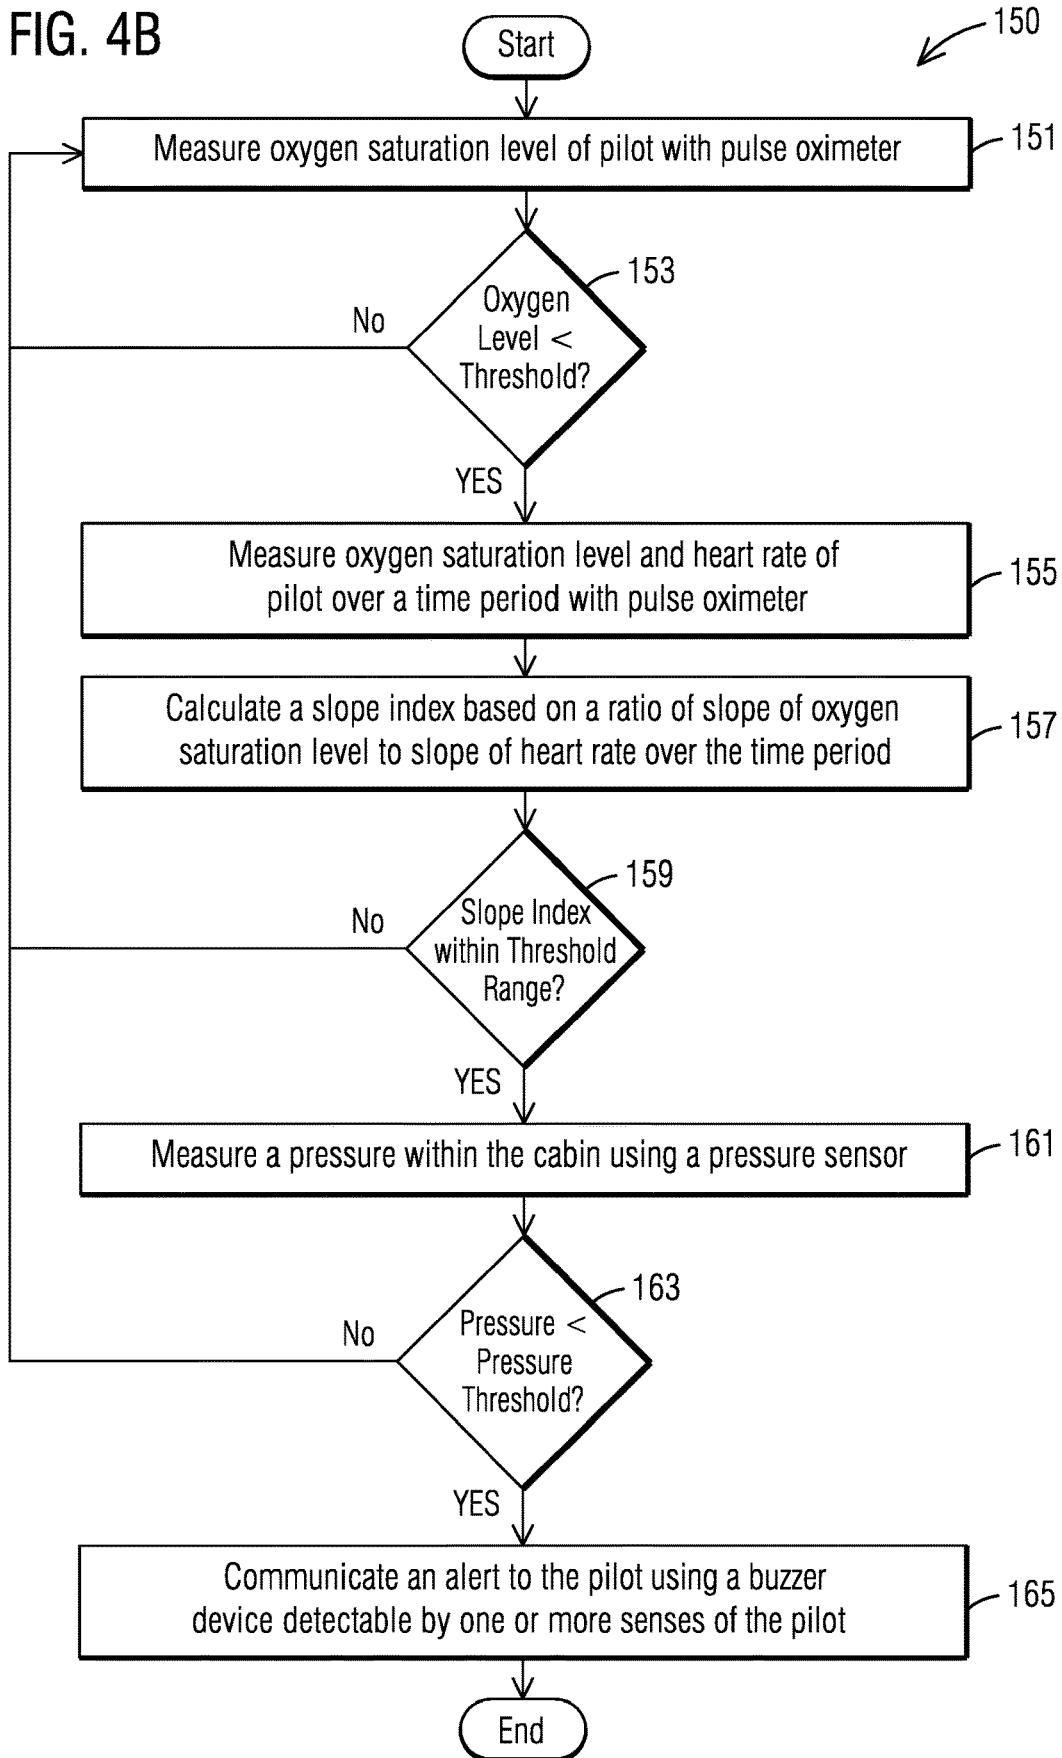 FIG. 4B
Start
150
Measure oxygen saturation level of pilot with pulse oximeter
151
153
Oxygen
Level <
Threshold?
No
YES
Measure oxygen saturation level and heart rate of
pilot over a time period with pulse oximeter
155
Calculate a slope index based on a ratio of slope of oxygen
saturation level to slope of heart rate over the time period
157
159
Slope Index
within Threshold
Range?
No
YES
Measure a pressure within the cabin using a pressure sensor
161
163
Pressure <
Pressure
Threshold?
No
YES
Communicate an alert to the pilot using a buzzer
device detectable by one or more senses of the pilot
165
End